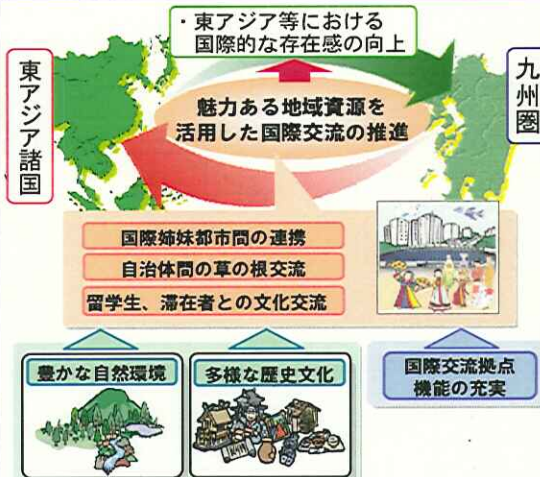 ・東アジア等における
国際的な存在感の向上
東アジア諸国
九州圏
魅力ある地域資源を
活用した国際交流の推進
国際姉妹都市間の連携
自治体間の草の根交流
留学生、滞在者との文化交流
豊かな自然環境
多様な歴史文化
国際交流拠点
機能の充実